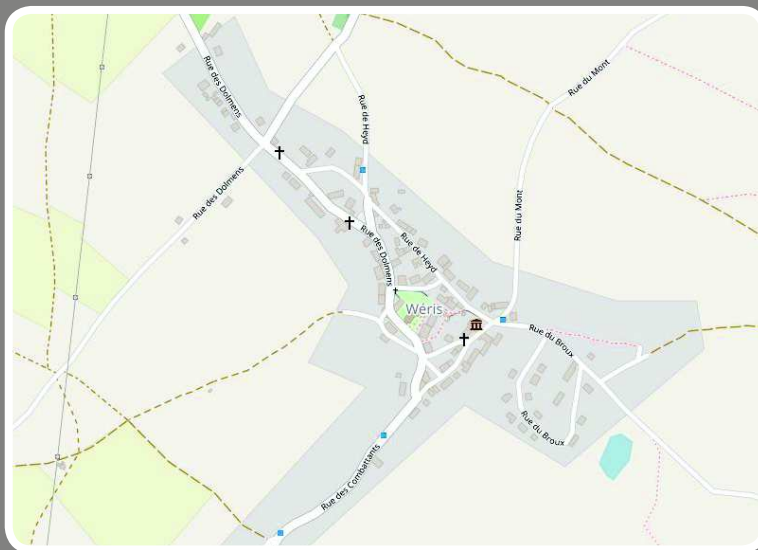 Rue des Dolmens
Rue du Mont
Rue de Heyd
Rue des Dolmens
Rue du Mont
Rue des Dolmens
Rue de Heyd
Wéris
Rue du Broux
Rue du Broux
Rue des Combattants